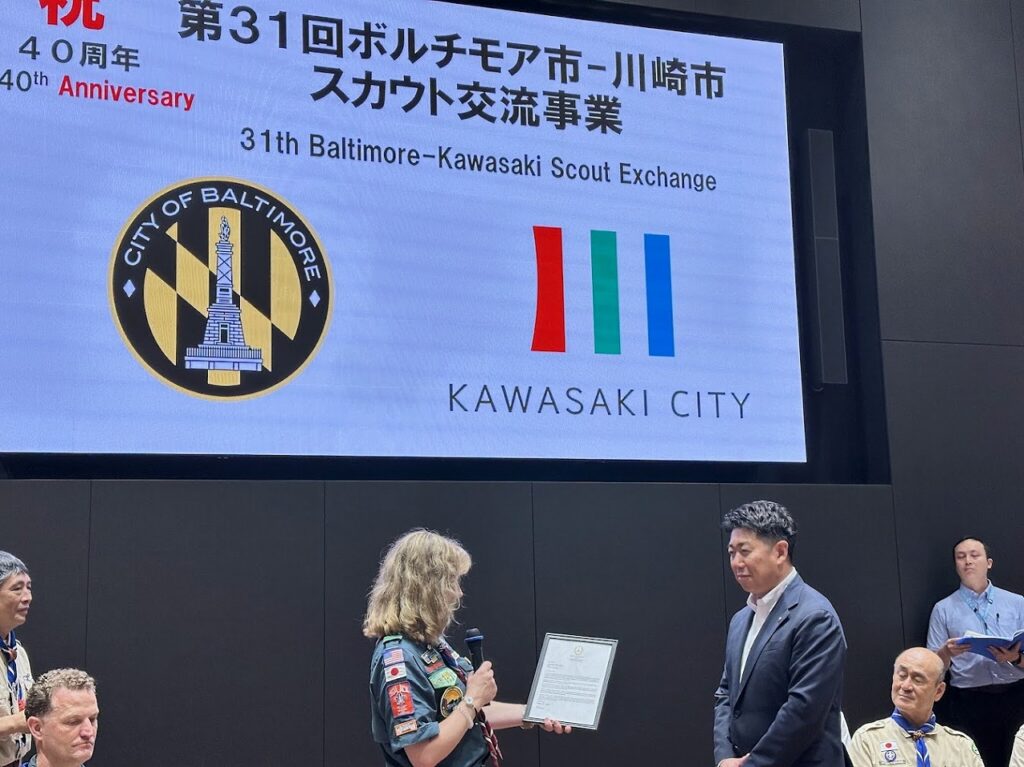 祝
４０周年
40th Anniversary
第３１回ボルチモア市－川崎市
スカウト交流事業
31th Baltimore-Kawasaki Scout Exchange
CITY OF BALTIMORE
KAWASAKI CITY